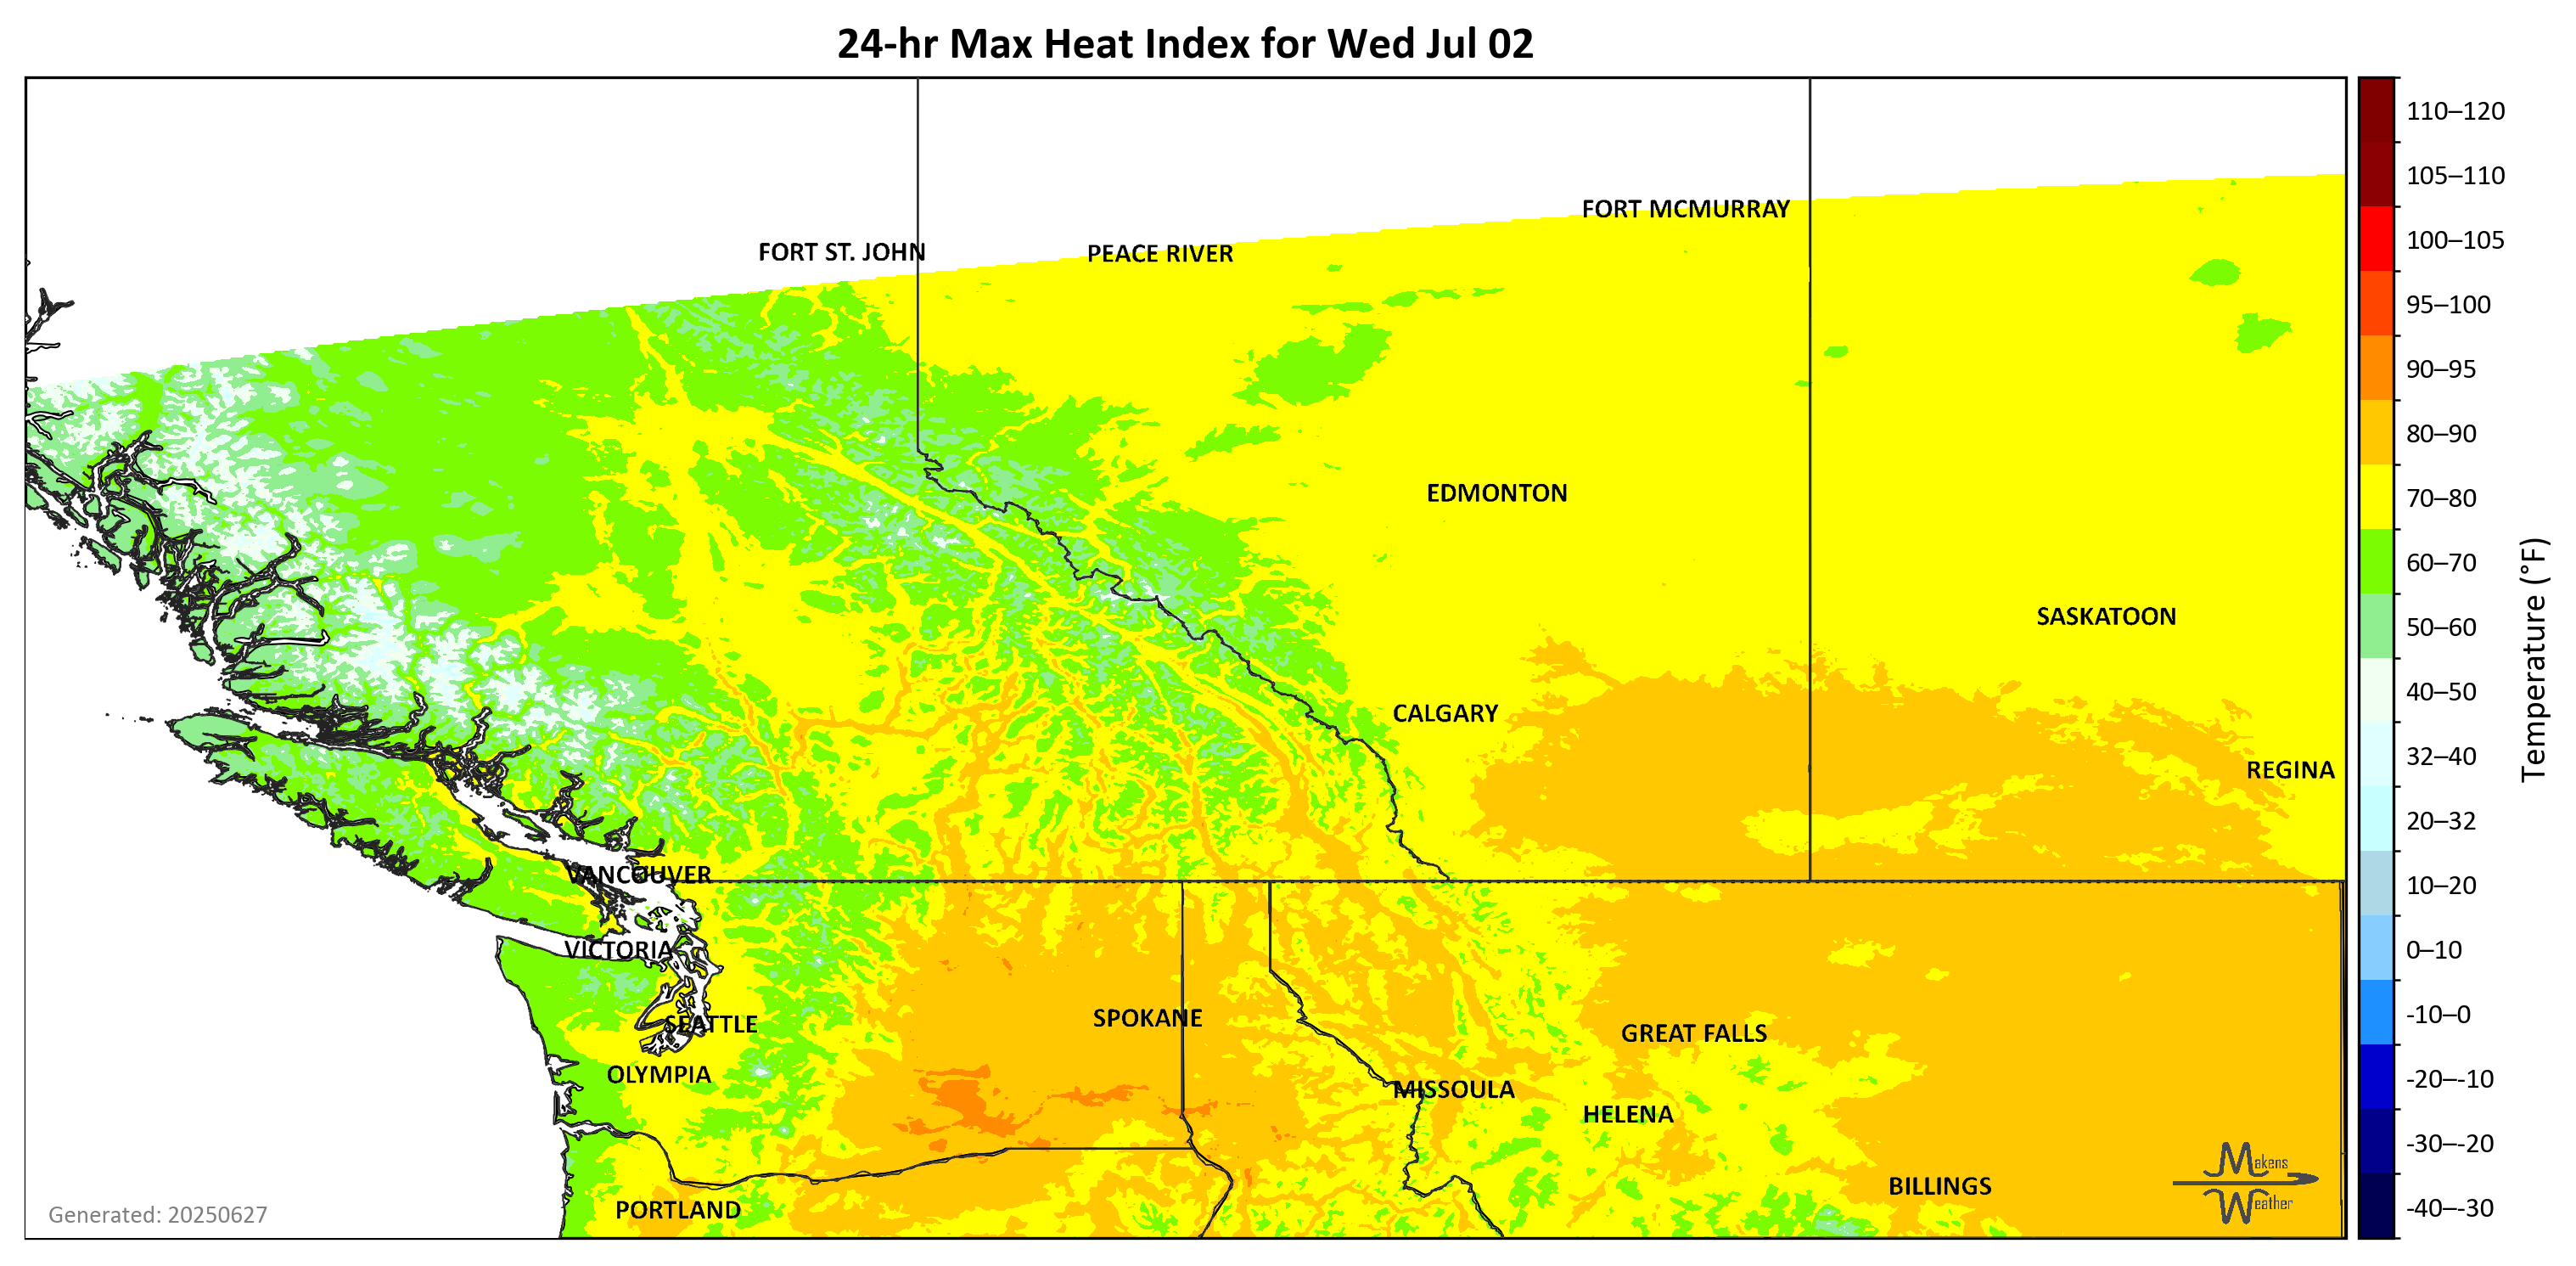 24-hr Max Heat Index for Wed Jul 02
110–120
105–110
FORT MCMURRAY
100–105
FORT ST. JOHN
PEACE RIVER
95–100
90–95
80–90
EDMONTON
70–80
60–70
SASKATOON
50–60
Temperature (°F)
40–50
CALGARY
32–40
REGINA
20–32
VANCOUVER
10–20
VICTORIA
0–10
SPOKANE
-10–0
SEATTLE
GREAT FALLS
OLYMPIA
-20–-10
MISSOULA
HELENA
-30–-20
Makens
Weather
BILLINGS
PORTLAND
-40–-30
Generated: 20250627